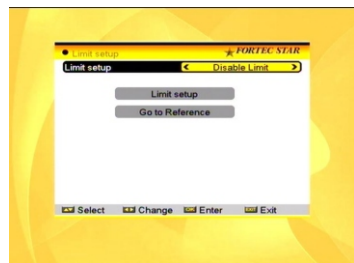 Limit setup
FORTEC STAR
Limit setup
Disable Limit
Limit setup
Go to Reference
Select Change Enter Exit